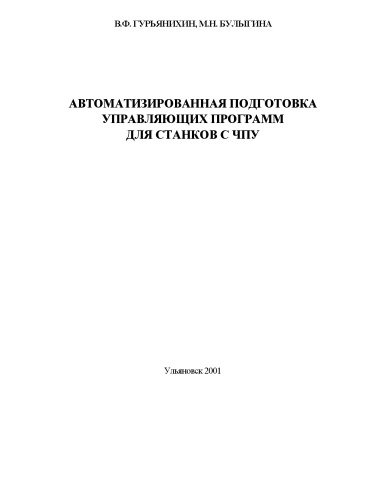 В.Ф. ГУРЬЯНИХИН, М.Н. БУЛЫГИНА
АВТОМАТИЗИРОВАННАЯ ПОДГОТОВКА
УПРАВЛЯЮЩИХ ПРОГРАММ
ДЛЯ СТАНКОВ С ЧПУ
Ульяновск 2001